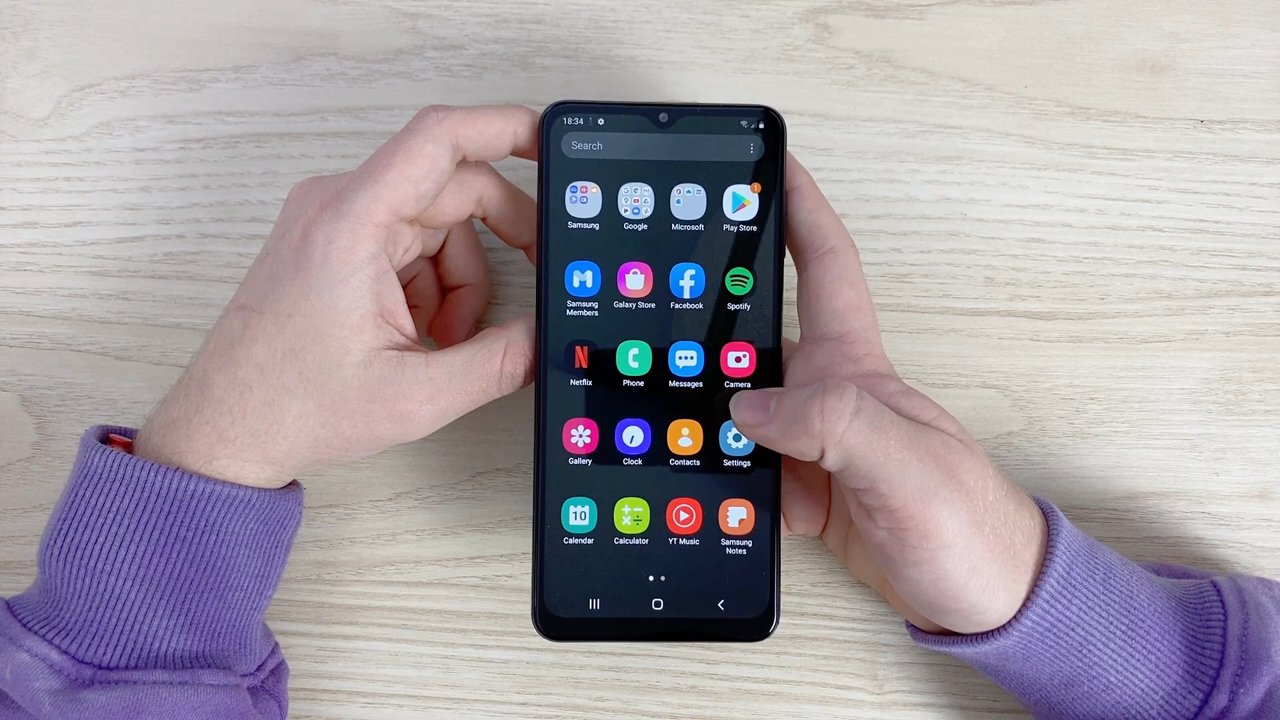 18:34
Search
1
Samsung Google Microsoft Play Store
Samsung Galaxy Store Facebook Spotify
Members
N
Netflix Phone Messages Camera
Gallery Clock Contacts Settings
10
Calendar Calculator YT Music Samsung
Notes